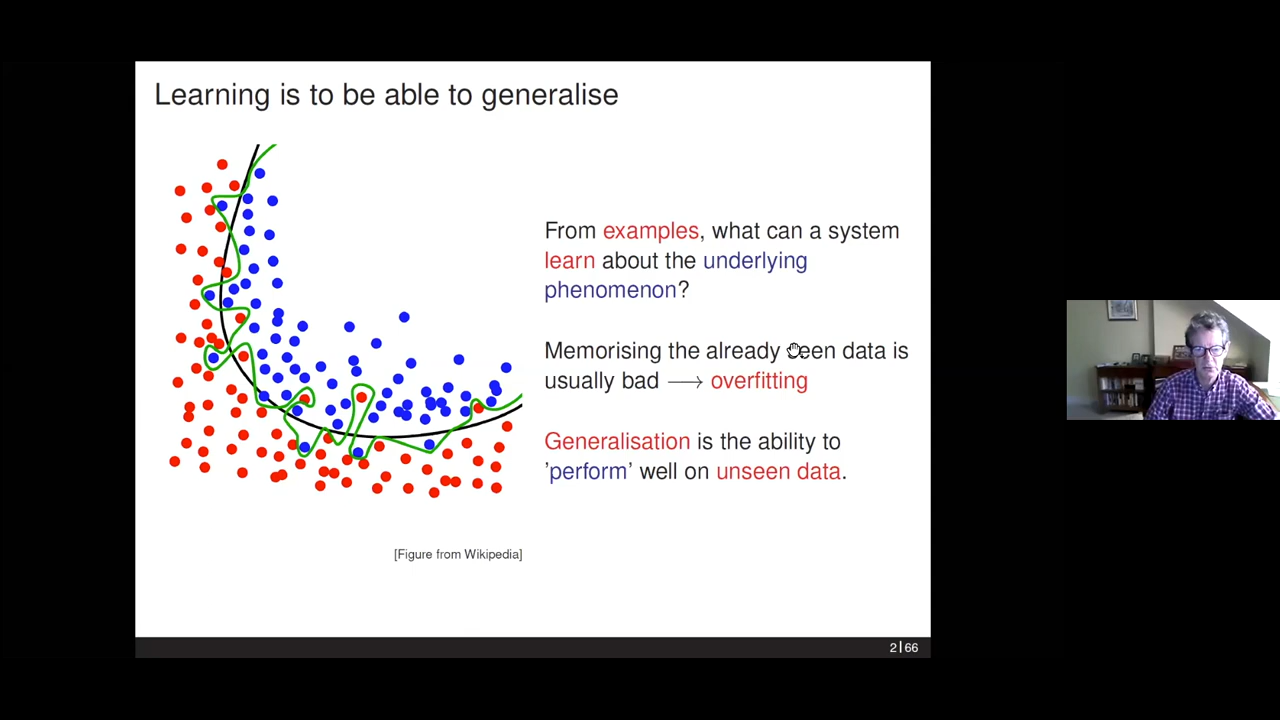 Learning is to be able to generalise
From examples, what can a system
learn about the underlying
phenomenon?
Memorising the already seen data is
usually bad ⟶ overfitting
Generalisation is the ability to
'perform' well on unseen data.
[Figure from Wikipedia]
2|66